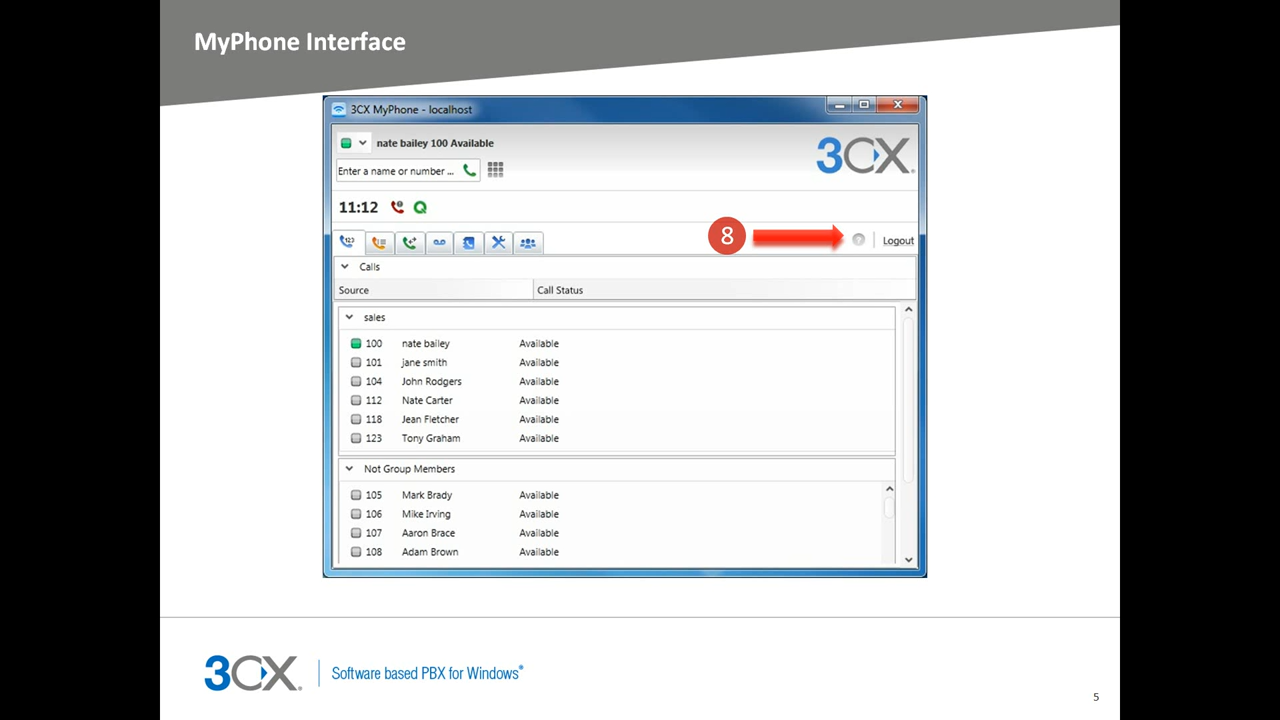 MyPhone Interface
3CX MyPhone - localhost
nate bailey 100 Available
3CX
Enter a name or number ...
11:12
8
Logout
Calls
Source Call Status
sales
100 nate bailey Available
101 jane smith Available
104 John Rodgers Available
112 Nate Carter Available
118 Jean Fletcher Available
123 Tony Graham Available
Not Group Members
105 Mark Brady Available
106 Mike Irving Available
107 Aaron Brace Available
108 Adam Brown Available
3CX® Software based PBX for Windows®
5